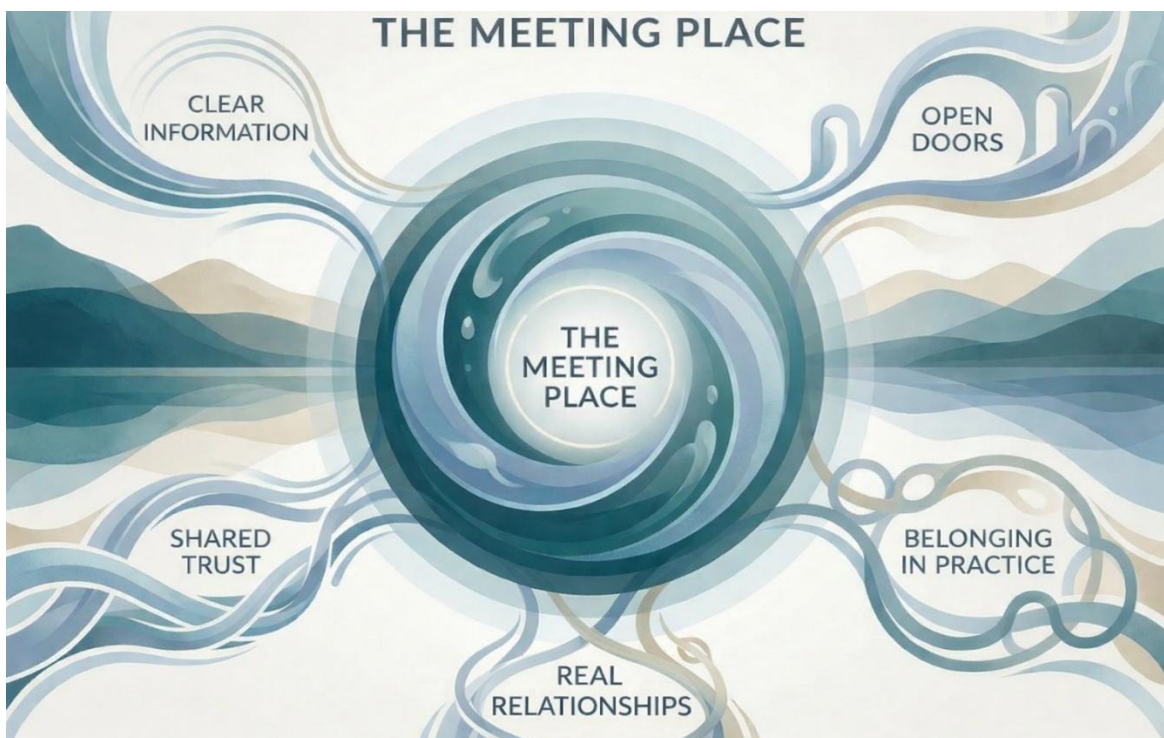 THE MEETING PLACE
CLEAR
INFORMATION
OPEN
DOORS
THE
MEETING
PLACE
SHARED
TRUST
BELONGING
IN PRACTICE
REAL
RELATIONSHIPS